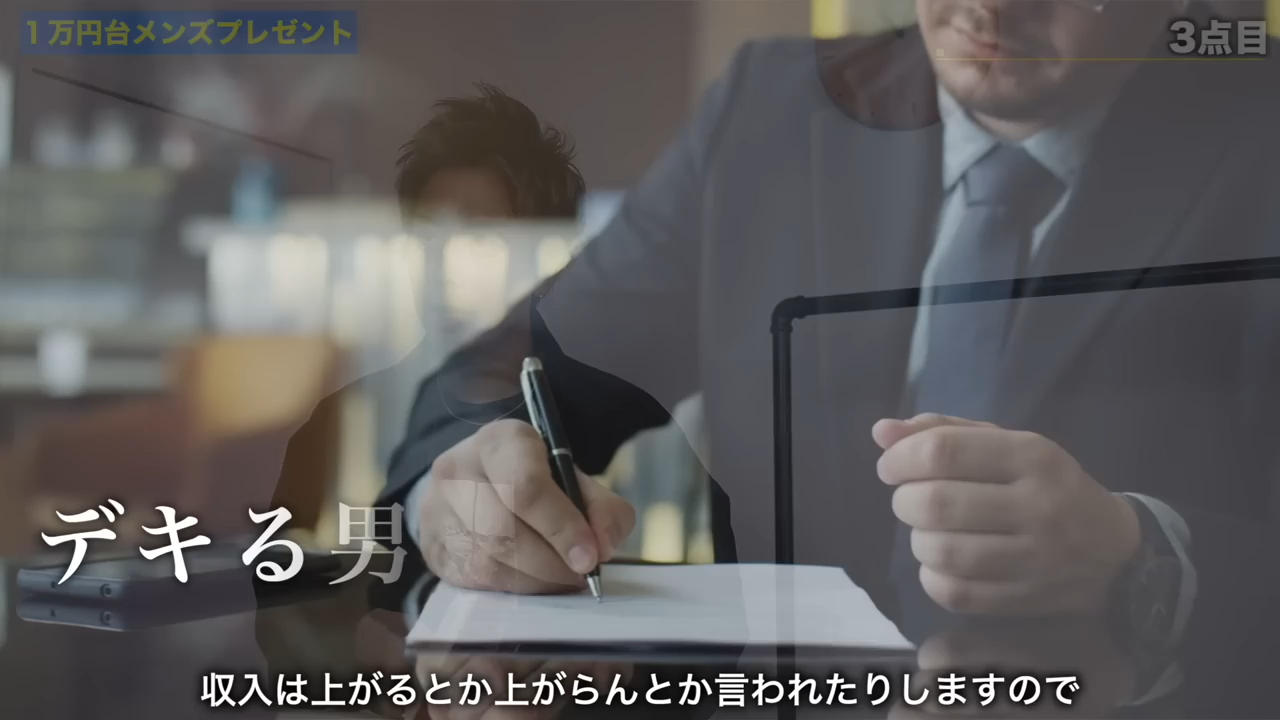 1万円台メンズプレゼント
3点目
デキる男
収入は上がるとか上がらんとか言われたりしますので